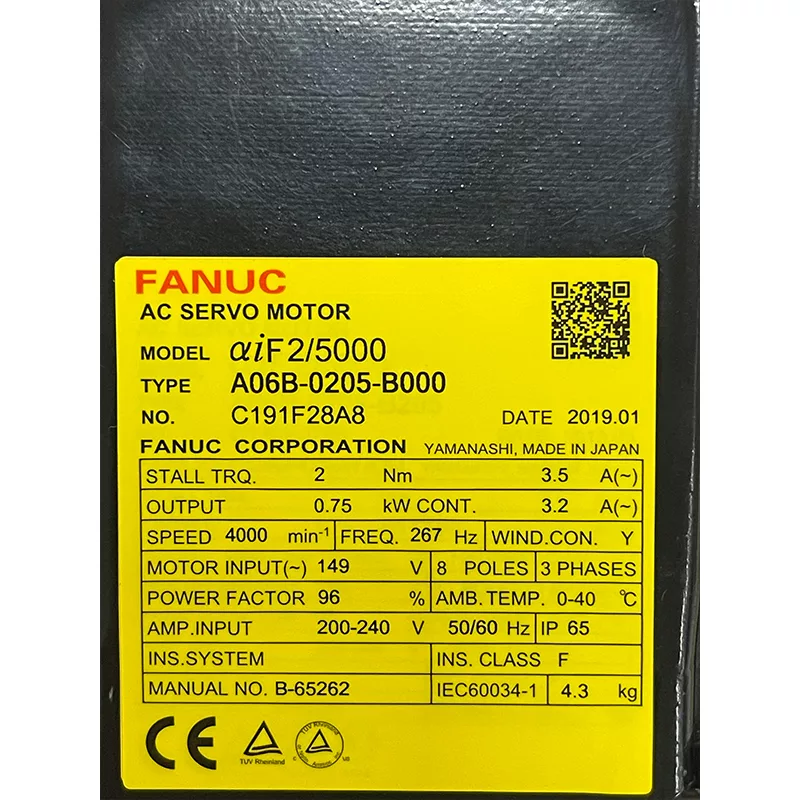 FANUC
AC SERVO MOTOR
MODEL αiF2/5000
TYPE A06B-0205-B000
NO. C191F28A8 DATE 2019.01
FANUC CORPORATION YAMANASHI, MADE IN JAPAN
STALL TRQ. 2 Nm 3.5 A(~)
OUTPUT 0.75 kW CONT. 3.2 A(~)
SPEED 4000 min-1 FREQ. 267 Hz WIND.CON. Y
MOTOR INPUT(~) 149 V 8 POLES 3 PHASES
POWER FACTOR 96 % AMB.TEMP. 0-40 ℃
AMP.INPUT 200-240 V 50/60 Hz IP 65
INS.SYSTEM INS. CLASS F
MANUAL NO. B-65262 IEC60034-1 4.3 kg
CE
TÜV Rheinland
TÜV Rheinland
C US